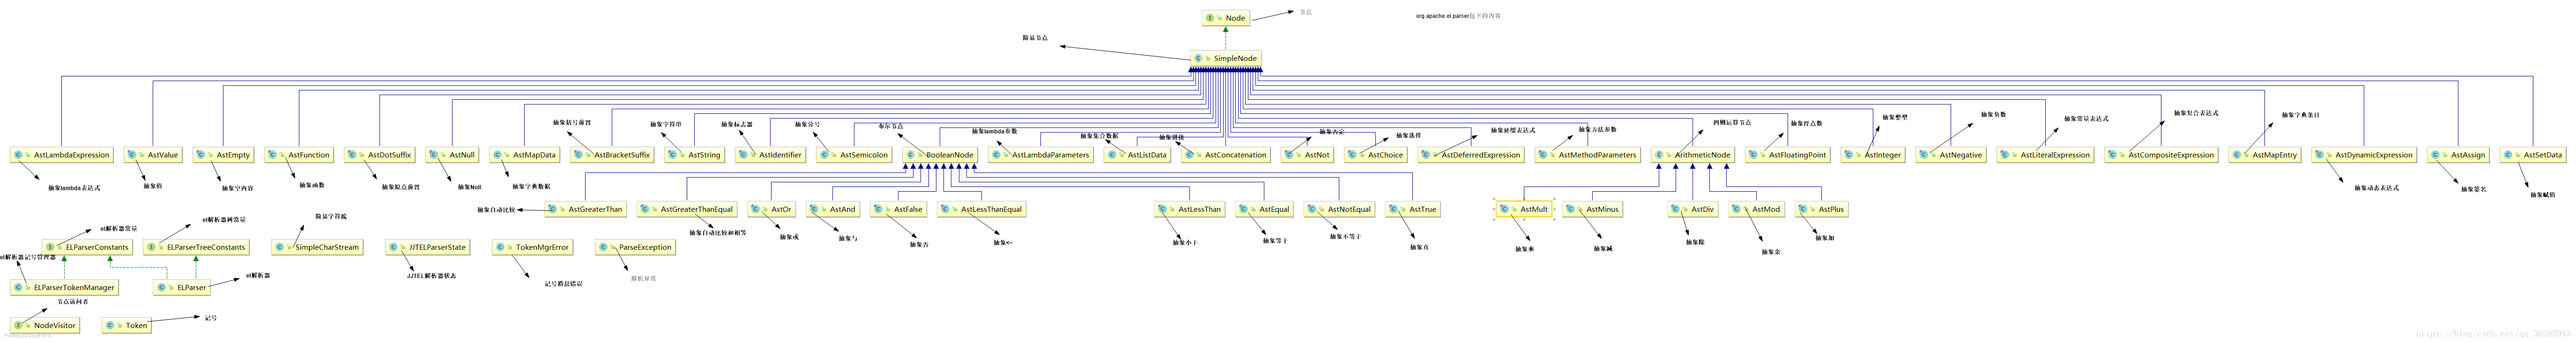 Node
节点
org.apache.el.parser包下的内容
简易节点
SimpleNode
抽象括号前置
抽象字符串
抽象标志器
抽象分号
布尔节点
抽象lambda参数
抽象集合数据
抽象拼接
抽象否定
抽象选择
抽象延缓表达式
抽象方法参数
四则运算节点
抽象浮点数
抽象整型
抽象负数
抽象常量表达式
抽象复合表达式
抽象字典条目
AstLambdaExpression
AstValue
AstEmpty
AstFunction
AstDotSuffix
AstNull
AstMapData
AstBracketSuffix
AstString
AstIdentifier
AstSemicolon
BooleanNode
AstLambdaParameters
AstListData
AstConcatenation
AstNot
AstChoice
AstDeferredExpression
AstMethodParameters
ArithmeticNode
AstFloatingPoint
AstInteger
AstNegative
AstLiteralExpression
AstCompositeExpression
AstMapEntry
AstDynamicExpression
AstAssign
AstSetData
抽象lambda表达式
抽象值
抽象空内容
抽象函数
抽象原点前置
抽象Null
抽象字典数据
抽象动态表达式
抽象签名
抽象赋值
抽象自动比较
AstGreaterThan
AstGreaterThanEqual
AstOr
AstAnd
AstFalse
AstLessThanEqual
AstLessThan
AstEqual
AstNotEqual
AstTrue
AstMult
AstMinus
AstDiv
AstMod
AstPlus
抽象自动比较和相等
抽象或
抽象与
抽象否
抽象<=
抽象小于
抽象等于
抽象不等于
抽象乘
抽象减
抽象除
抽象余
抽象加
el解析器常量
el解析器树常量
简易字符流
ELParserConstants
ELParserTreeConstants
SimpleCharStream
JJTELParserState
TokenMgrError
ParseException
el解析器记号管理器
el解析器
JJTEL解析器状态
记号消息错误
解析异常
ELParserTokenManager
ELParser
节点访问者
记号
NodeVisitor
Token
Powered by yFiles
https://blog.csdn.net/qq_36285943